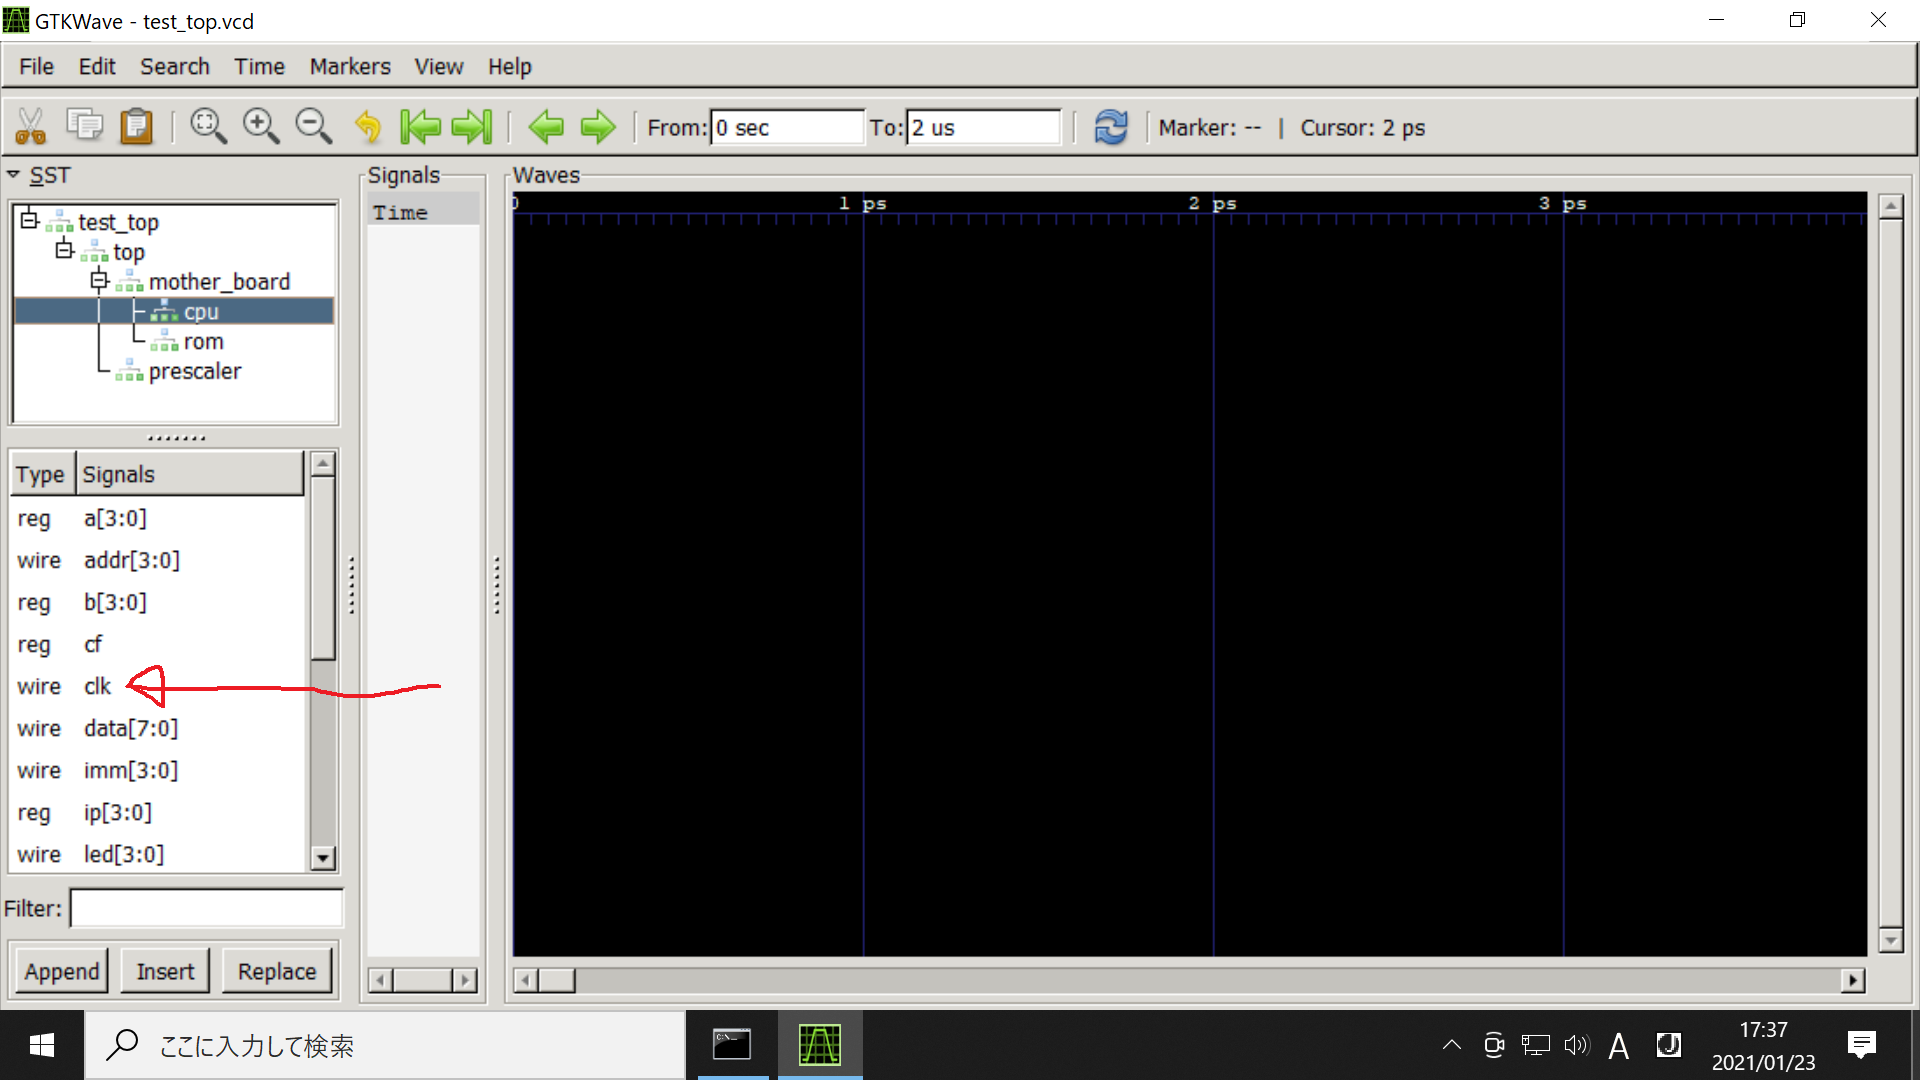 GTKWave - test_top.vcd
File Edit Search Time Markers View Help
From: 0 sec To: 2 us Marker: -- | Cursor: 2 ps
SST
test_top
top
mother_board
cpu
rom
prescaler
Type Signals
reg a[3:0]
wire addr[3:0]
reg b[3:0]
reg cf
wire clk
wire data[7:0]
wire imm[3:0]
reg ip[3:0]
wire led[3:0]
Filter:
Append Insert Replace
Signals
Time
Waves
0 1 ps 2 ps 3 ps
ここに入力して検索
C:\_
A J
17:37
2021/01/23